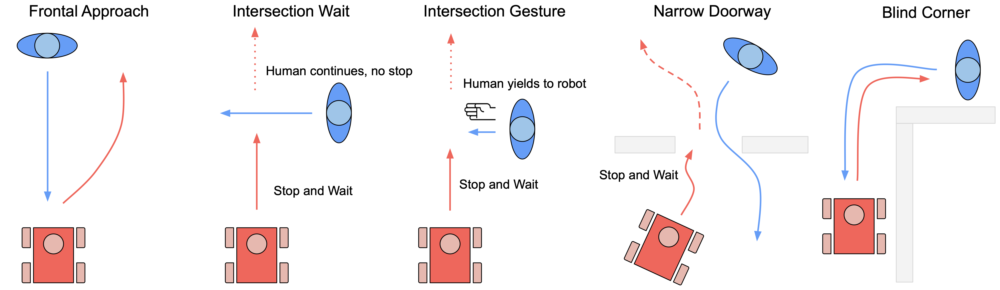 Frontal Approach
Intersection Wait
Human continues, no stop
Stop and Wait
Intersection Gesture
Human yields to robot
Stop and Wait
Narrow Doorway
Stop and Wait
Blind Corner